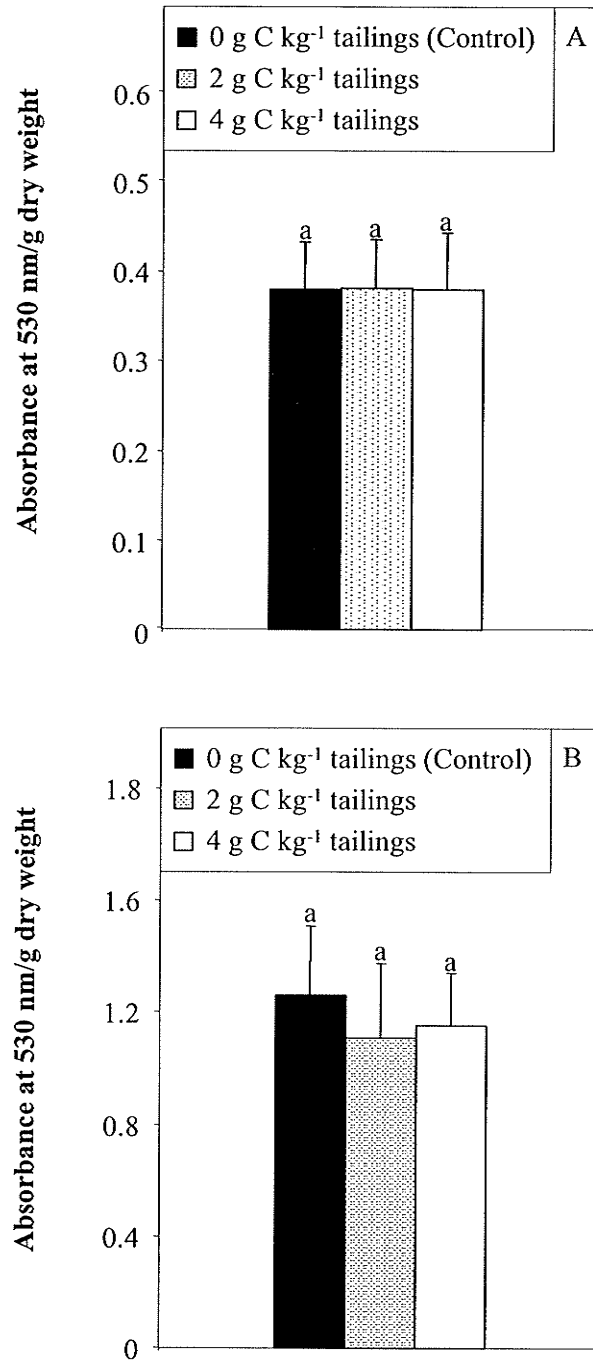 0 g C kg⁻¹ tailings (Control)
A
2 g C kg⁻¹ tailings
4 g C kg⁻¹ tailings
Absorbance at 530 nm/g dry weight
0.6
0.5
0.4
0.3
0.2
0.1
0
a
a
a
0 g C kg⁻¹ tailings (Control)
B
2 g C kg⁻¹ tailings
4 g C kg⁻¹ tailings
Absorbance at 530 nm/g dry weight
1.8
1.6
1.2
0.8
0.4
0
a
a
a